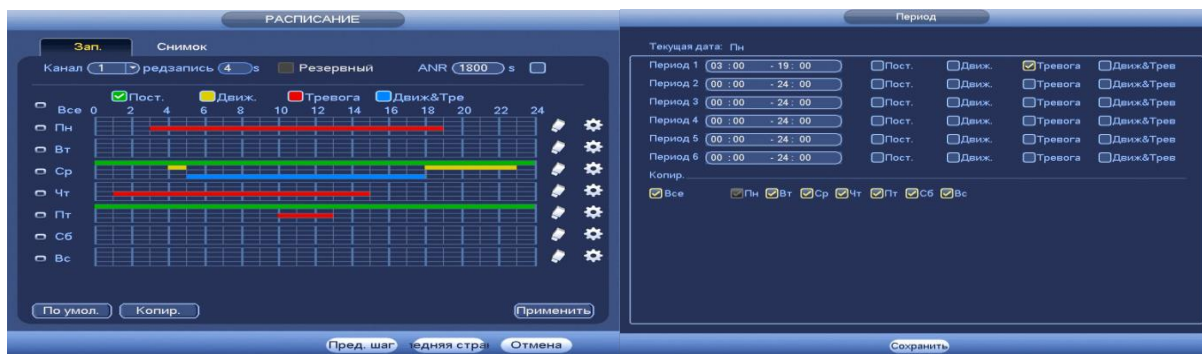 РАСПИСАНИЕ
Зап. Снимок
Канал 1 редзапись 4 s Резервный ANR 1800 s
Пост. Движ. Тревога Движ&Тре
Все 0 2 4 6 8 10 12 14 16 18 20 22 24
Пн
Вт
Ср
Чт
Пт
Сб
Вс
По умол. Копир. Применить
Пред. шаг едняя стра Отмена
Период
Текущая дата: Пн
Период 1 03 :00 - 19 : 00 Пост. Движ. Тревога Движ&Трев
Период 2 00 :00 - 24 : 00 Пост. Движ. Тревога Движ&Трев
Период 3 00 :00 - 24 : 00 Пост. Движ. Тревога Движ&Трев
Период 4 00 :00 - 24 : 00 Пост. Движ. Тревога Движ&Трев
Период 5 00 :00 - 24 : 00 Пост. Движ. Тревога Движ&Трев
Период 6 00 :00 - 24 : 00 Пост. Движ. Тревога Движ&Трев
Копир.
Все Пн Вт Ср Чт Пт Сб Вс
Сохранить